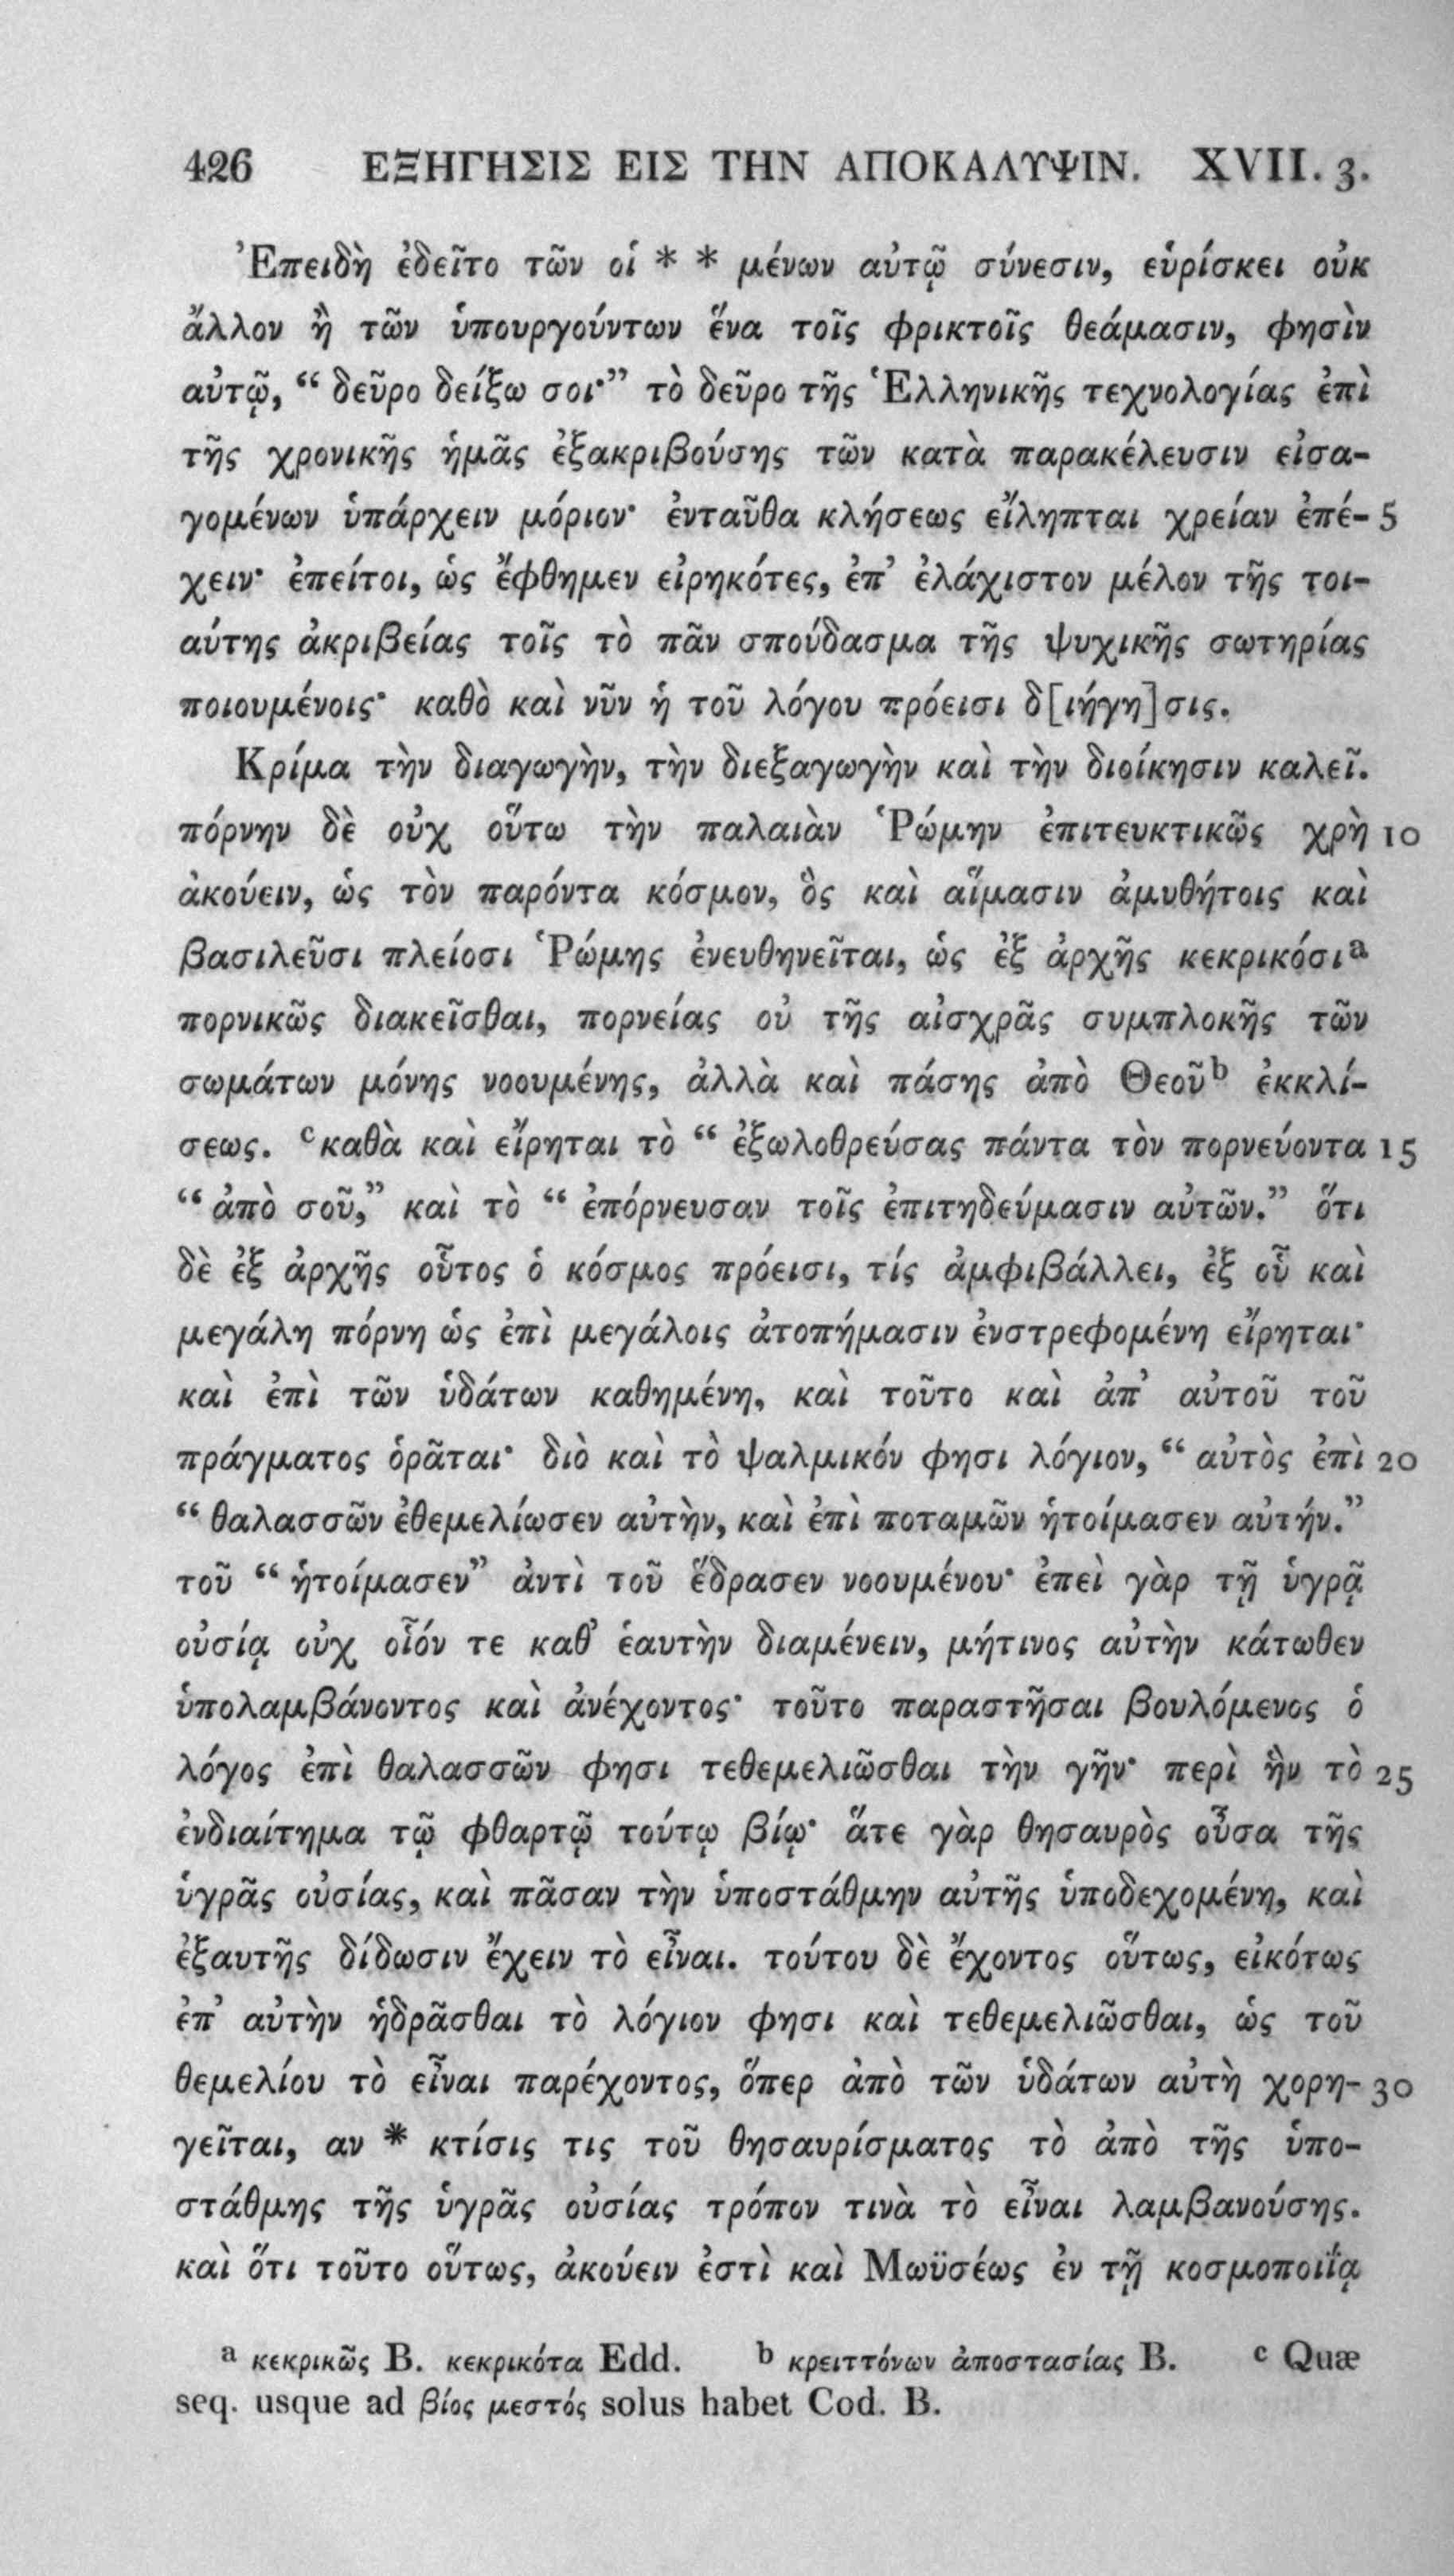 426 ΕΞΗΓΗΣΙΣ ΕΙΣ ΤΗΝ ΑΠΟΚΑΛΥΨΙΝ. XVII. 3.
Ἐπειδὴ ἐδεῖτο τῶν οἱ * * μένων αὐτῷ σύνεσιν, εὑρίσκει οὐκ
ἄλλον ἢ τῶν ὑπουργούντων ἕνα τοῖς φρικτοῖς θεάμασιν, φησὶν
αὐτῷ, “ δεῦρο δείξω σοι·” τὸ δεῦρο τῆς Ἑλληνικῆς τεχνολογίας ἐπὶ
τῆς χρονικῆς ἡμᾶς ἐξακριβούσης τῶν κατὰ παρακέλευσιν εἰσα-
γομένων ὑπάρχειν μόριον· ἐνταῦθα κλήσεως εἴληπται χρείαν ἐπέ- 5
χειν· ἐπείτοι, ὡς ἔφθημεν εἰρηκότες, ἐπ’ ἐλάχιστον μέλον τῆς τοι-
αύτης ἀκριβείας τοῖς τὸ πᾶν σπούδασμα τῆς ψυχικῆς σωτηρίας
ποιουμένοις· καθὸ καὶ νῦν ἡ τοῦ λόγου πρόεισι δ[ιήγη]σις.
Κρίμα τὴν διαγωγὴν, τὴν διεξαγωγὴν καὶ τὴν διοίκησιν καλεῖ.
πόρνην δὲ οὐχ οὕτω τὴν παλαιὰν Ῥώμην ἐπιτευκτικῶς χρὴ 10
ἀκούειν, ὡς τὸν παρόντα κόσμον, ὃς καὶ αἵμασιν ἀμυθήτοις καὶ
βασιλεῦσι πλείοσι Ῥώμης ἐνευθηνεῖται, ὡς ἐξ ἀρχῆς κεκρικόσι a
πορνικῶς διακεῖσθαι, πορνείας οὐ τῆς αἰσχρᾶς συμπλοκῆς τῶν
σωμάτων μόνης νοουμένης, ἀλλὰ καὶ πάσης ἀπὸ Θεοῦ b ἐκκλί-
σεως. c καθὰ καὶ εἴρηται τὸ “ ἐξωλοθρεύσας πάντα τὸν πορνεύοντα 15
“ ἀπὸ σοῦ,” καὶ τὸ “ ἐπόρνευσαν τοῖς ἐπιτηδεύμασιν αὐτῶν.” ὅτι
δὲ ἐξ ἀρχῆς οὗτος ὁ κόσμος πρόεισι, τίς ἀμφιβάλλει, ἐξ οὗ καὶ
μεγάλη πόρνη ὡς ἐπὶ μεγάλοις ἀτοπήμασιν ἐνστρεφομένη εἴρηται·
καὶ ἐπὶ τῶν ὑδάτων καθημένη, καὶ τοῦτο καὶ ἀπ’ αὐτοῦ τοῦ
πράγματος ὁρᾶται· διὸ καὶ τὸ ψαλμικόν φησι λόγιον, “ αὐτὸς ἐπὶ 20
“ θαλασσῶν ἐθεμελίωσεν αὐτὴν, καὶ ἐπὶ ποταμῶν ἡτοίμασεν αὐτήν.”
τοῦ “ ἡτοίμασεν” ἀντὶ τοῦ ἕδρασεν νοουμένου· ἐπεὶ γὰρ τῇ ὑγρᾷ
οὐσίᾳ οὐχ οἷόν τε καθ’ ἑαυτὴν διαμένειν, μήτινος αὐτὴν κάτωθεν
ὑπολαμβάνοντος καὶ ἀνέχοντος· τοῦτο παραστῆσαι βουλόμενος ὁ
λόγος ἐπὶ θαλασσῶν φησι τεθεμελιῶσθαι τὴν γῆν· περὶ ἣν τὸ 25
ἐνδιαίτημα τῷ φθαρτῷ τούτῳ βίῳ· ἅτε γὰρ θησαυρὸς οὖσα τῆς
ὑγρᾶς οὐσίας, καὶ πᾶσαν τὴν ὑποστάθμην αὐτῆς ὑποδεχομένη, καὶ
ἐξαυτῆς δίδωσιν ἔχειν τὸ εἶναι. τούτου δὲ ἔχοντος οὕτως, εἰκότως
ἐπ’ αὐτὴν ἡδρᾶσθαι τὸ λόγιον φησι καὶ τεθεμελιῶσθαι, ὡς τοῦ
θεμελίου τὸ εἶναι παρέχοντος, ὅπερ ἀπὸ τῶν ὑδάτων αὐτὴ χορη- 30
γεῖται, αν * κτίσις τις τοῦ θησαυρίσματος τὸ ἀπὸ τῆς ὑπο-
στάθμης τῆς ὑγρᾶς οὐσίας τρόπον τινὰ τὸ εἶναι λαμβανούσης.
καὶ ὅτι τοῦτο οὕτως, ἀκούειν ἐστὶ καὶ Μωϋσέως ἐν τῇ κοσμοποιΐᾳ
a κεκρικῶς B. κεκρικότα Edd. b κρειττόνων ἀποστασίας B. c Quæ
seq. usque ad βίος μεστός solus habet Cod. B.